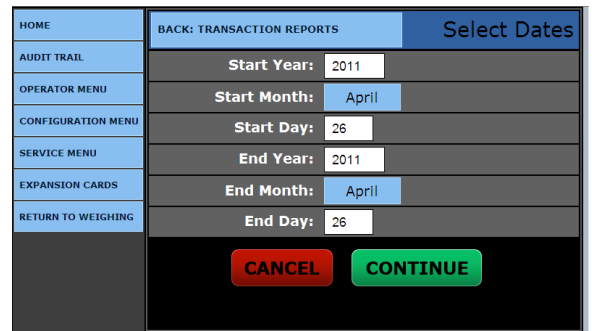 HOME
AUDIT TRAIL
OPERATOR MENU
CONFIGURATION MENU
SERVICE MENU
EXPANSION CARDS
RETURN TO WEIGHING
BACK: TRANSACTION REPORTS
Select Dates
Start Year: 2011
Start Month: April
Start Day: 26
End Year: 2011
End Month: April
End Day: 26
CANCEL
CONTINUE